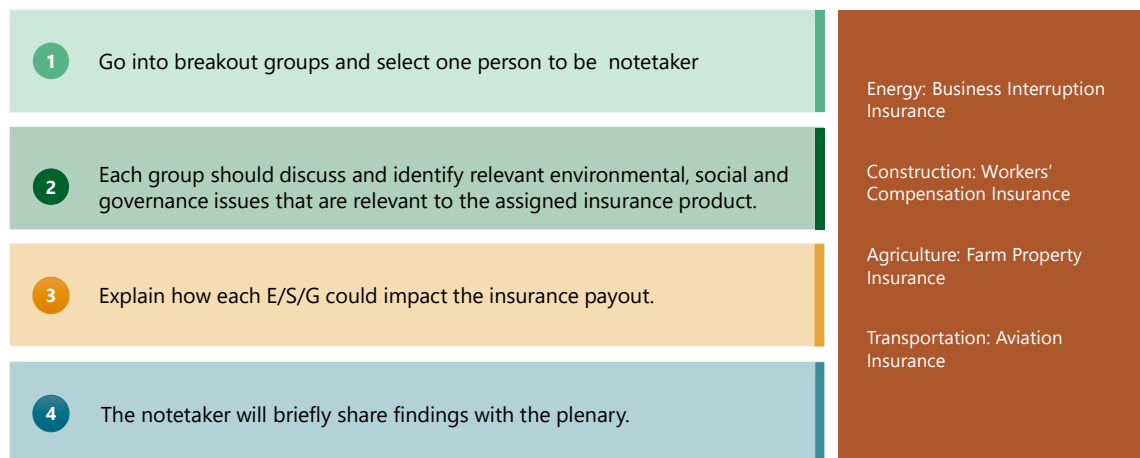 1
Go into breakout groups and select one person to be  notetaker
2
Each group should discuss and identify relevant environmental, social and
governance issues that are relevant to the assigned insurance product.
3
Explain how each E/S/G could impact the insurance payout.
4
The notetaker will briefly share findings with the plenary.
Energy: Business Interruption
Insurance
Construction: Workers’
Compensation Insurance
Agriculture: Farm Property
Insurance
Transportation: Aviation
Insurance